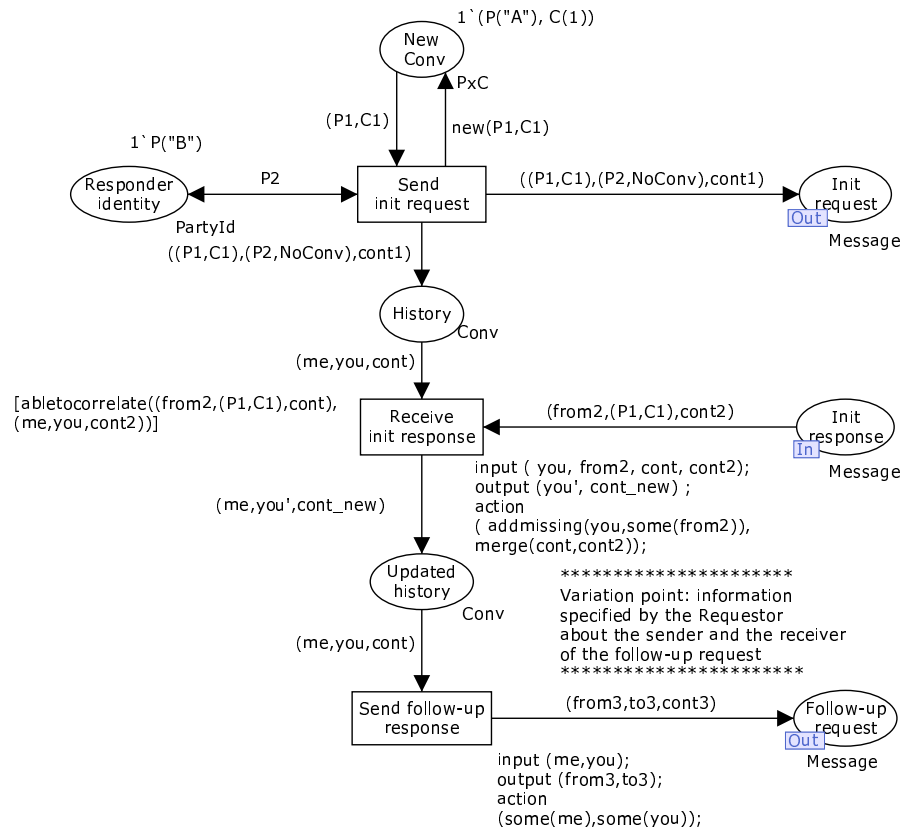 1`(P("A"), C(1))
New
Conv
PxC
(P1,C1)
new(P1,C1)
1`P("B")
Responder
identity
P2
Send
init request
((P1,C1),(P2,NoConv),cont1)
Init
request
Out
Message
PartyId
((P1,C1),(P2,NoConv),cont1)
History
Conv
(me,you,cont)
[abletocorrelate((from2,(P1,C1),cont),
(me,you,cont2))]
Receive
init response
(from2,(P1,C1),cont2)
Init
response
In
Message
input ( you, from2, cont, cont2);
output (you', cont_new) ;
action
( addmissing(you,some(from2)),
merge(cont,cont2));
(me,you',cont_new)
Updated
history
Conv
**********************
Variation point: information
specified by the Requestor
about the sender and the receiver
of the follow-up request
***********************
(me,you,cont)
Send follow-up
response
(from3,to3,cont3)
Follow-up
request
Out
Message
input (me,you);
output (from3,to3);
action
(some(me),some(you));